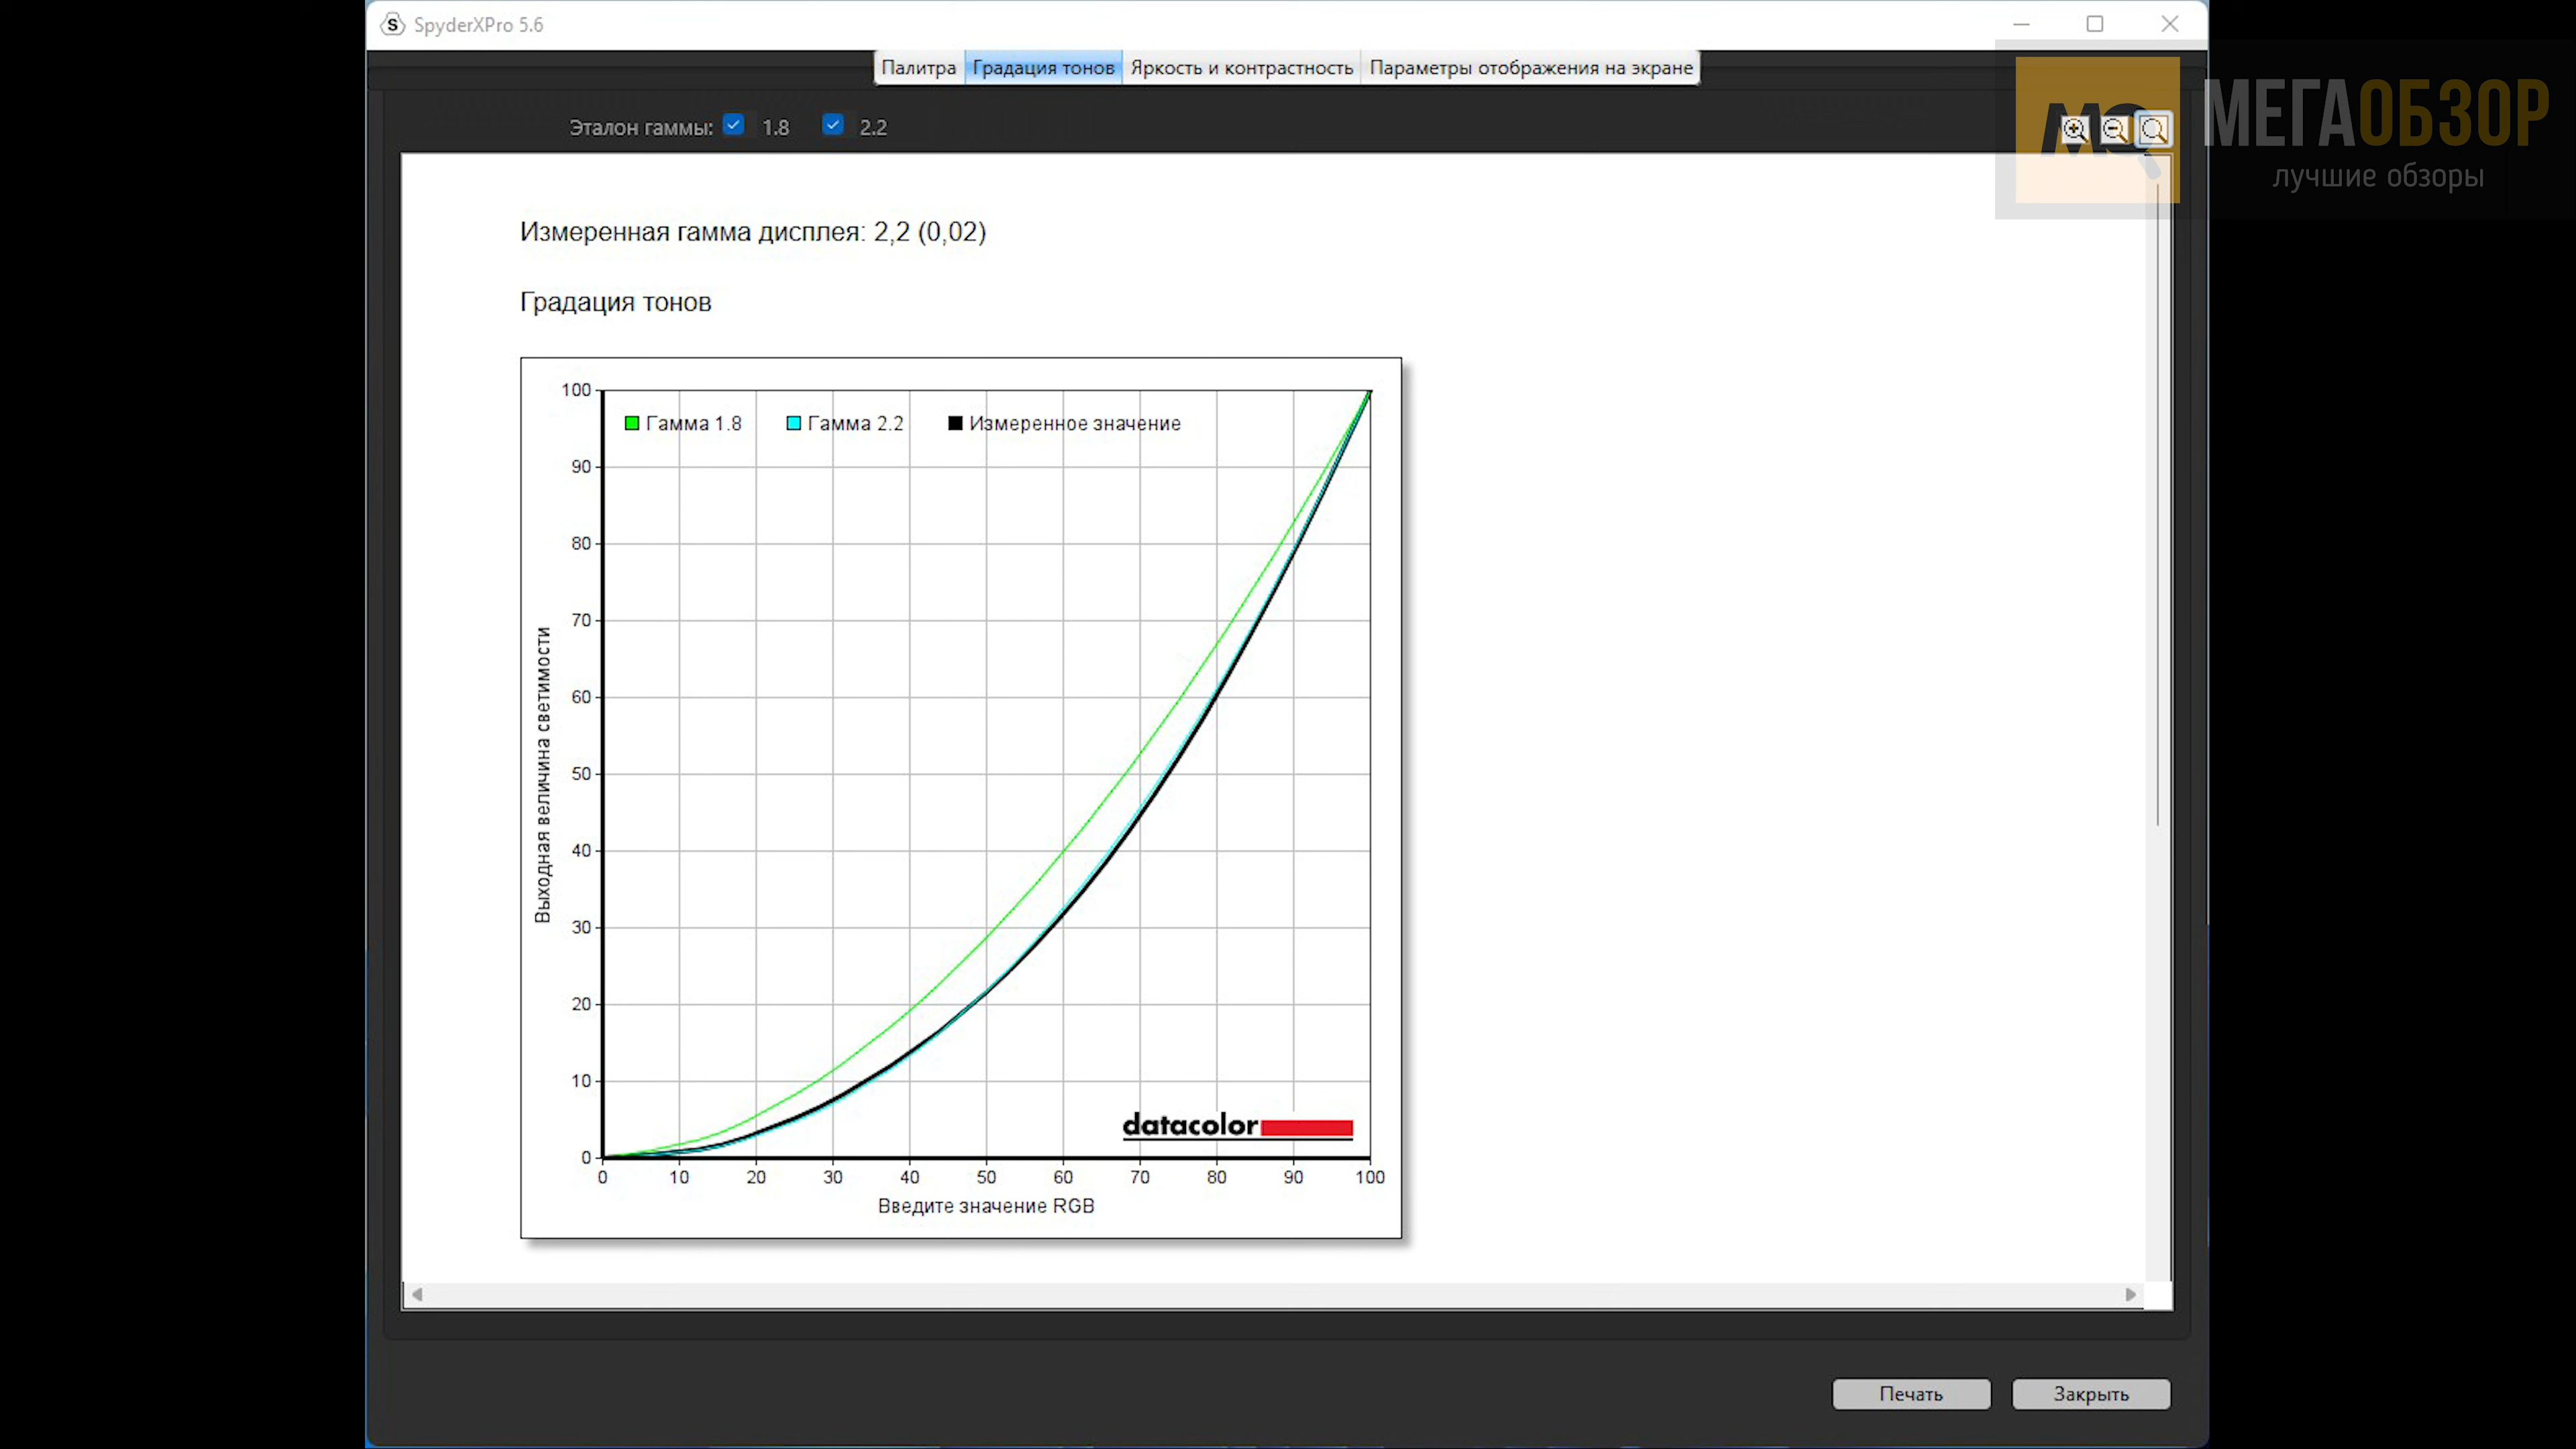 SpyderXPro 5.6
Палитра Градация тонов Яркость и контрастность Параметры отображения на экране
МЕГАОБЗОР
лучшие обзоры
Эталон гаммы: 1.8 2.2
Измеренная гамма дисплея: 2,2 (0,02)
Градация тонов
Гамма 1.8 Гамма 2.2 Измеренное значение
100
90
80
70
60
50
40
30
20
10
0
Выходная величина светимости
datacolor
0 10 20 30 40 50 60 70 80 90 100
Введите значение RGB
Печать Закрыть